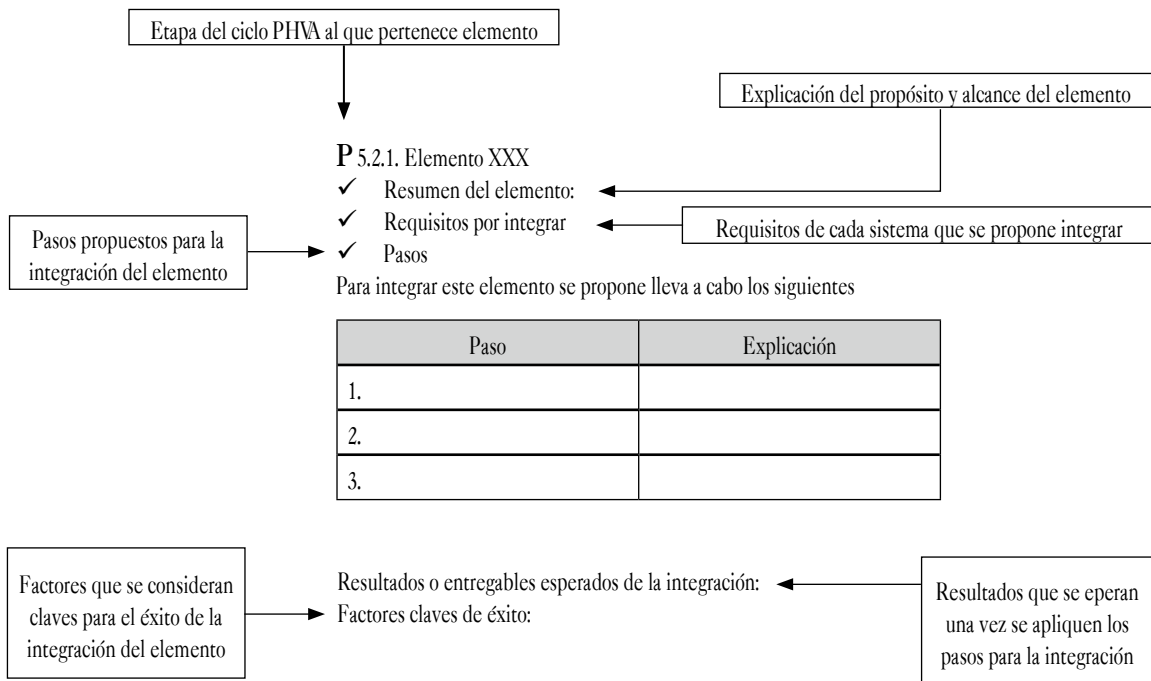 Etapa del ciclo PHVA al que pertenece elemento
Explicación del propósito y alcance del elemento
P 5.2.1. Elemento XXX
✓ Resumen del elemento:
✓ Requisitos por integrar
Requisitos de cada sistema que se propone integrar
Pasos propuestos para la
integración del elemento
✓ Pasos
Para integrar este elemento se propone lleva a cabo los siguientes
Paso
Explicación
1.
2.
3.
Factores que se consideran
claves para el éxito de la
integración del elemento
Resultados o entregables esperados de la integración:
Factores claves de éxito:
Resultados que se eperan
una vez se apliquen los
pasos para la integración